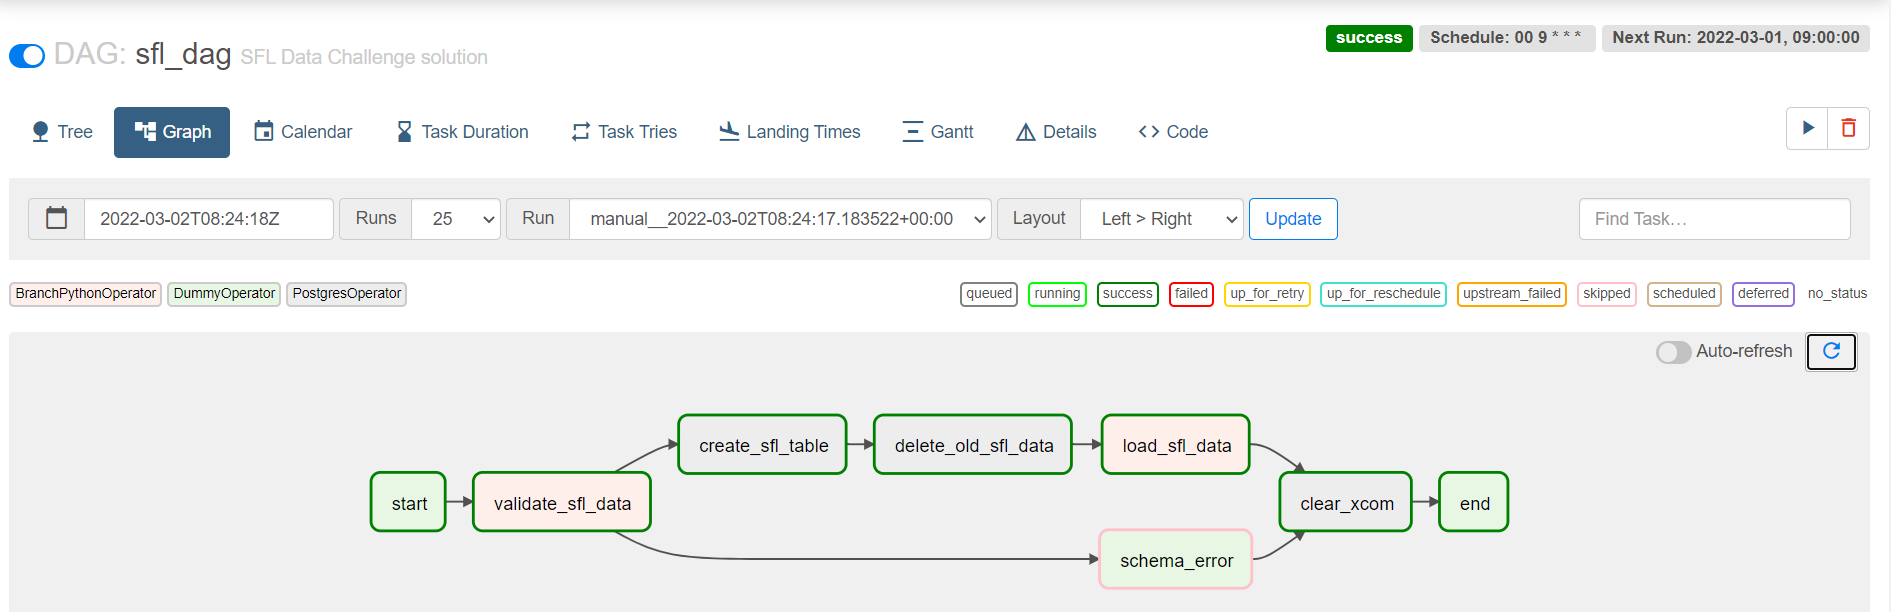 DAG: sfl_dag SFL Data Challenge solution
success Schedule: 00 9 * * * Next Run: 2022-03-01, 09:00:00
Tree Graph Calendar Task Duration Task Tries Landing Times Gantt Details Code
2022-03-02T08:24:18Z Runs 25 Run manual__2022-03-02T08:24:17.183522+00:00 Layout Left > Right Update Find Task...
BranchPythonOperator DummyOperator PostgresOperator queued running success failed up_for_retry up_for_reschedule upstream_failed skipped scheduled deferred no_status
Auto-refresh
create_sfl_table delete_old_sfl_data load_sfl_data
start validate_sfl_data clear_xcom end
schema_error